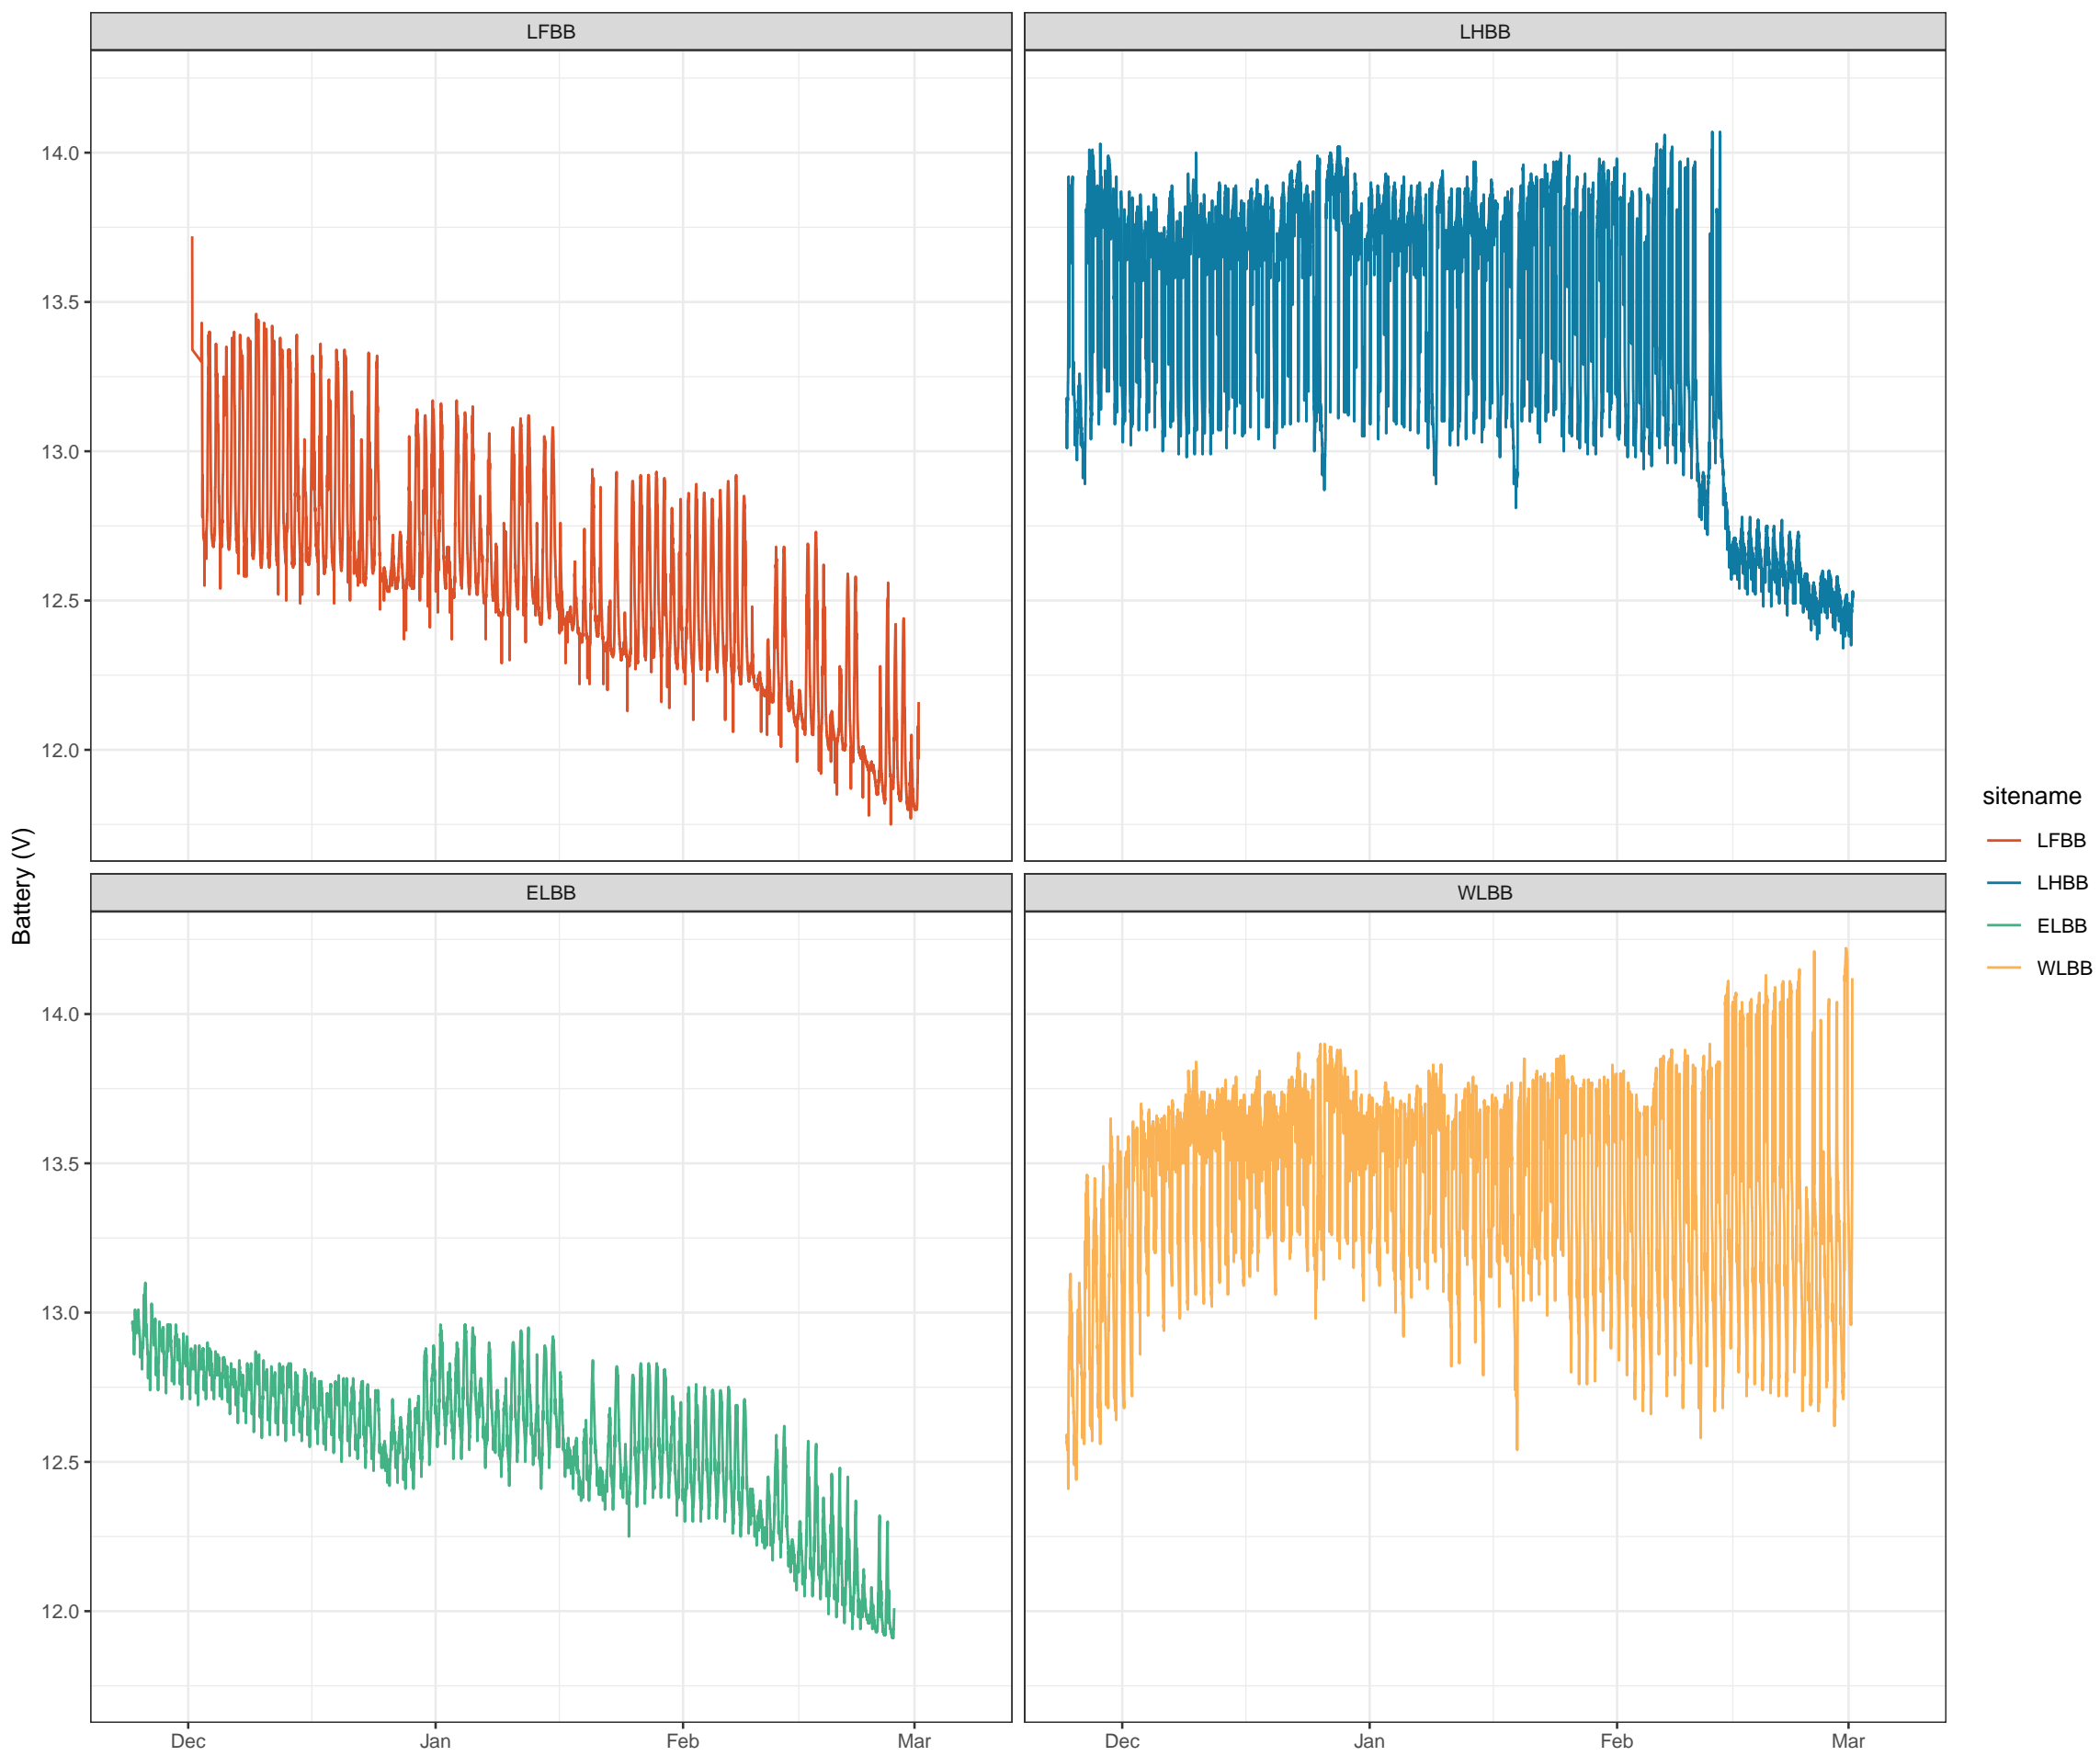 LFBB
LHBB
14.0
13.5
13.0
12.5
12.0
Battery (V)
ELBB
WLBB
14.0
13.5
13.0
12.5
12.0
Dec Jan Feb Mar
Dec Jan Feb Mar
sitename
LFBB
LHBB
ELBB
WLBB